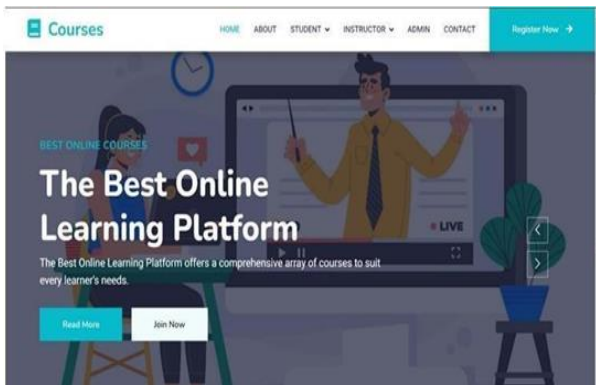 Courses
HOME ABOUT STUDENT INSTRUCTOR ADMIN CONTACT Register Now
BEST ONLINE COURSES
The Best Online
Learning Platform
LIVE
The Best Online Learning Platform offers a comprehensive array of courses to suit
every learner's needs.
Read More Join Now